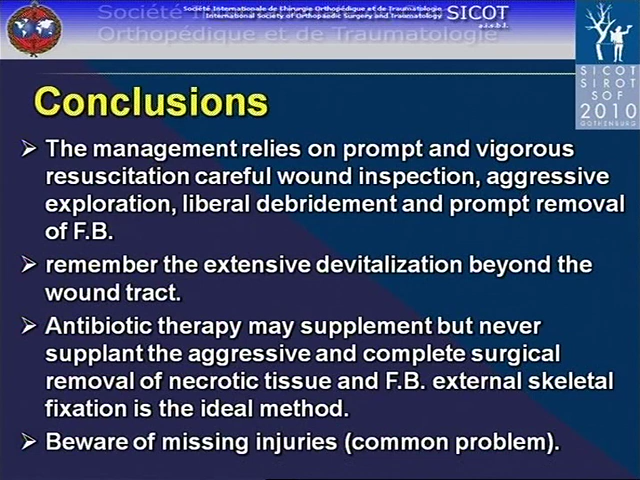 Société Internationale de Chirurgie Orthopédique et de Traumatologie
International Society of Orthopaedic Surgery and Traumatology
SICOT
a.i.s.b.l.
Société
Orthopédique et de Traumatologie
SICOT
SIROT
SOF
2010
GOTHENBURG
Conclusions
➢ The management relies on prompt and vigorous
resuscitation careful wound inspection, aggressive
exploration, liberal debridement and prompt removal
of F.B.
➢ remember the extensive devitalization beyond the
wound tract.
➢ Antibiotic therapy may supplement but never
supplant the aggressive and complete surgical
removal of necrotic tissue and F.B. external skeletal
fixation is the ideal method.
➢ Beware of missing injuries (common problem).